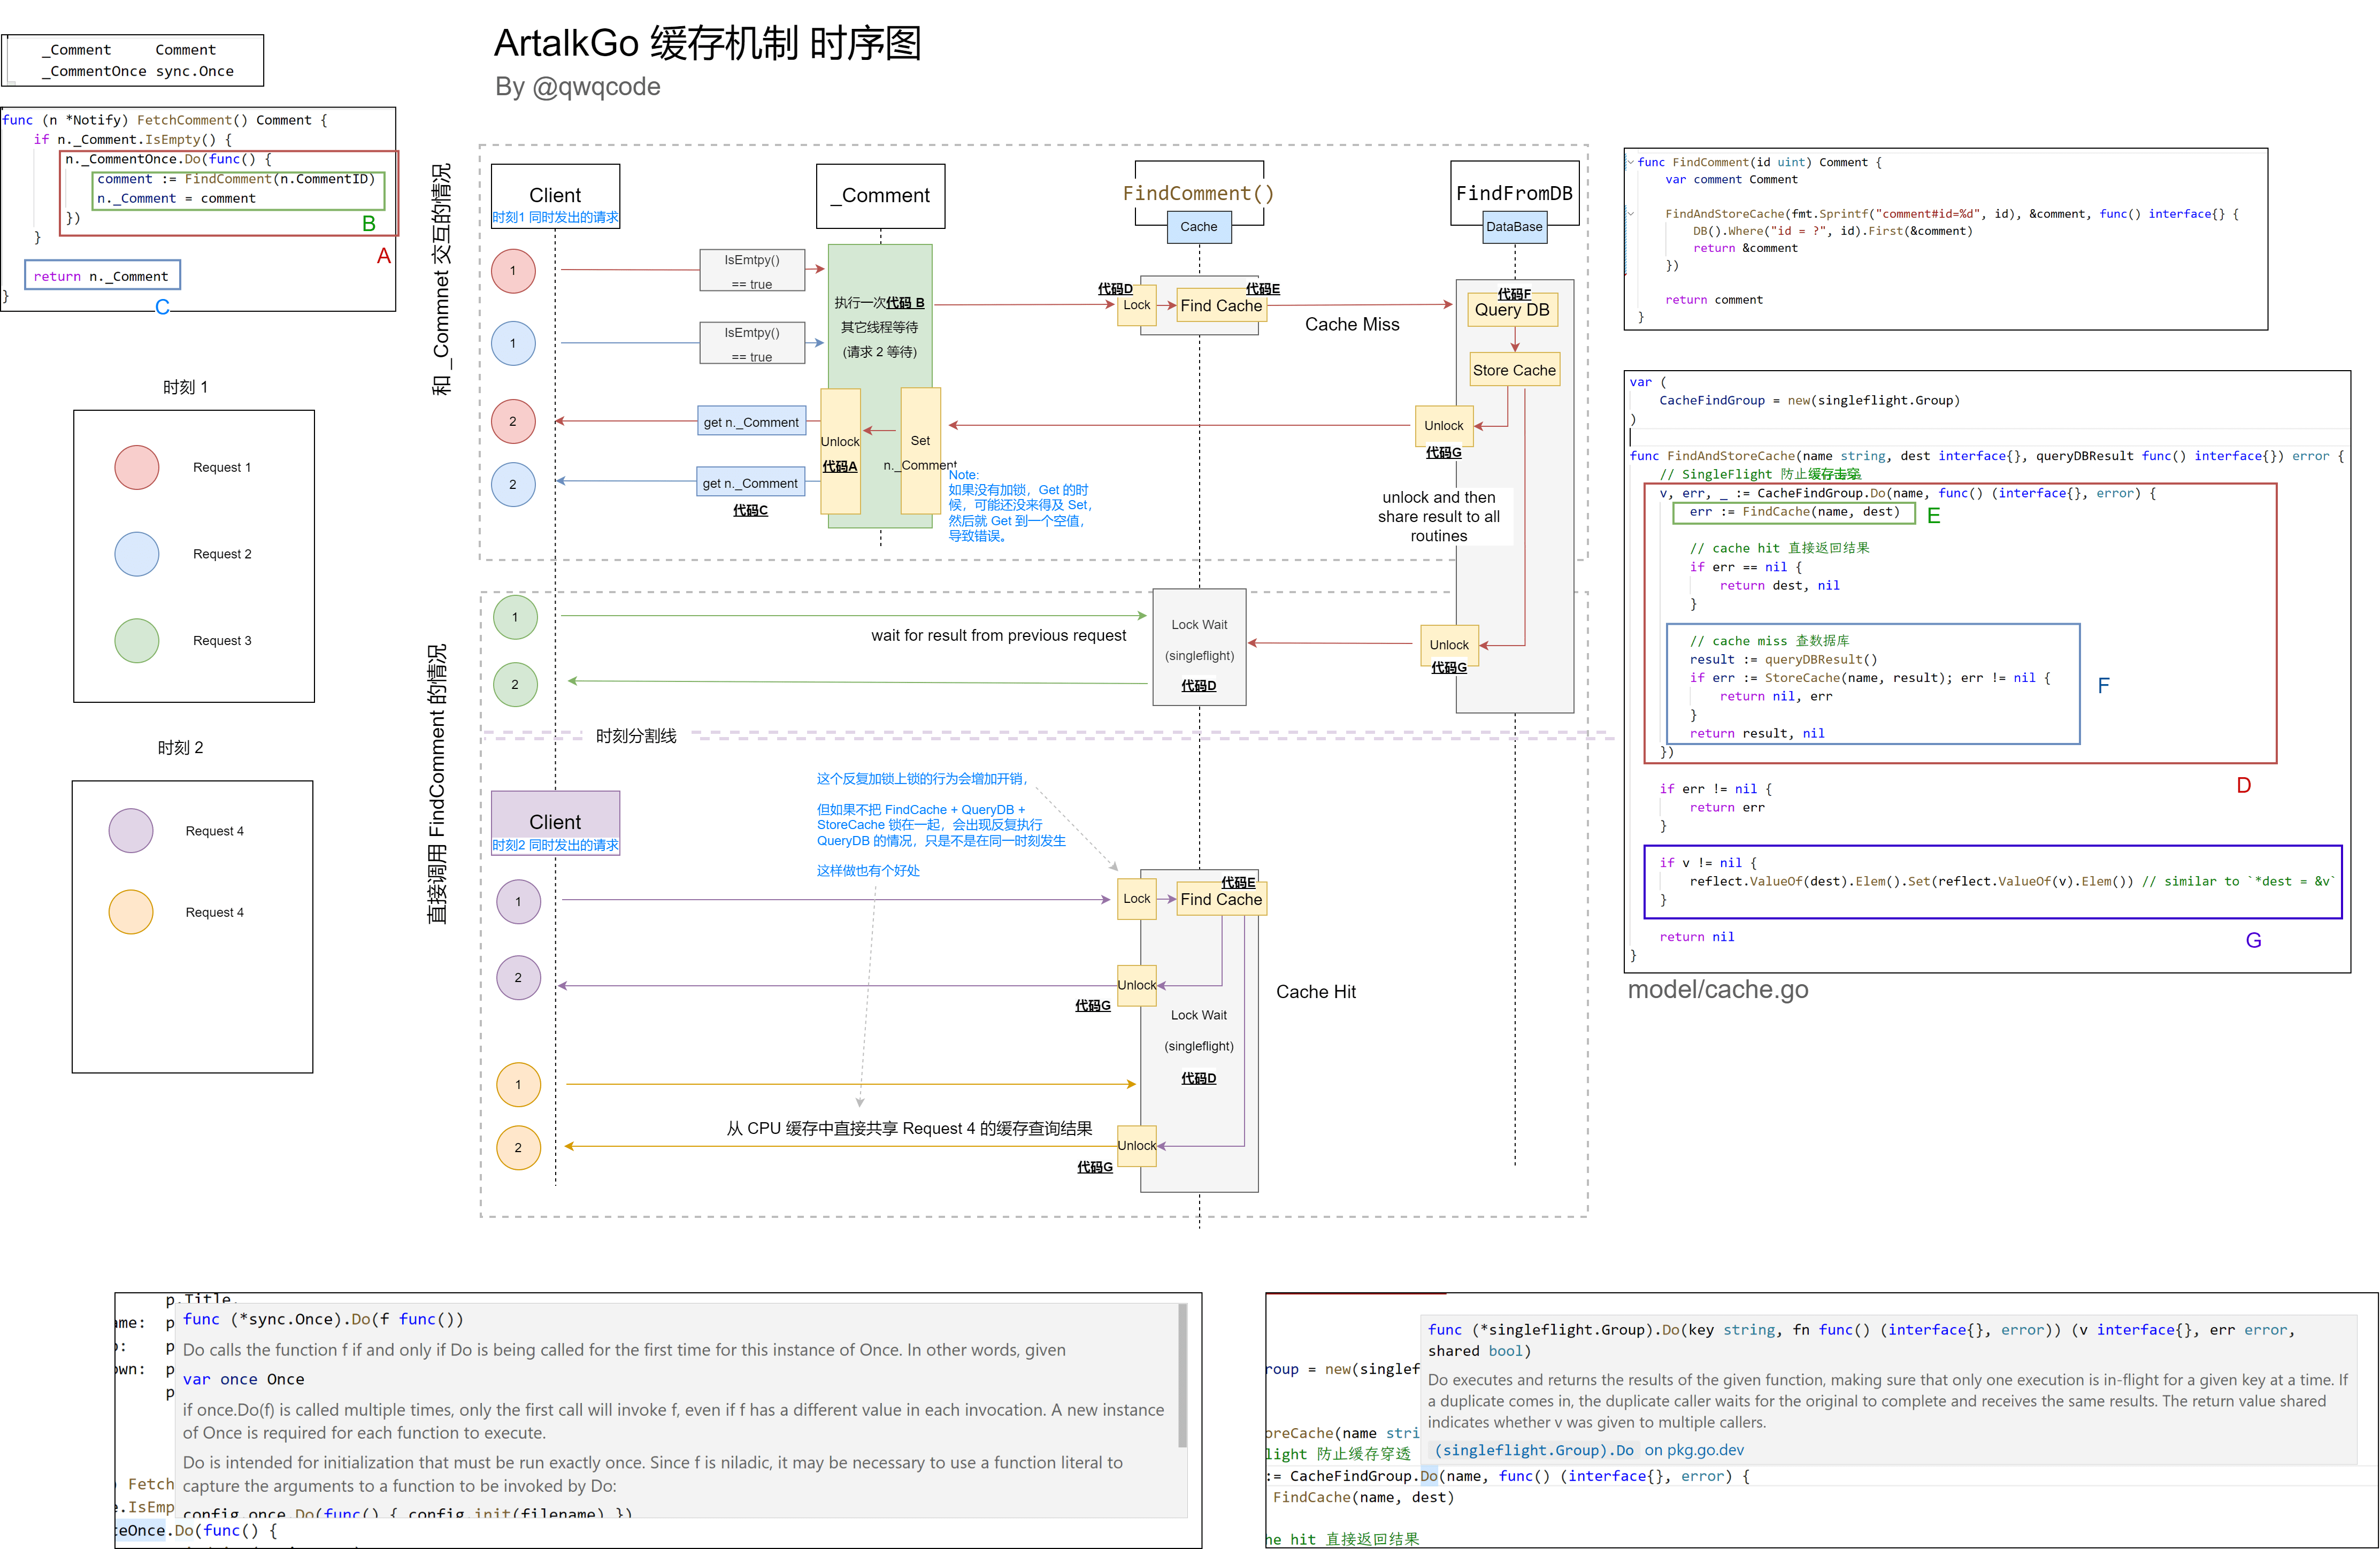 ArtalkGo 缓存机制 时序图
By @qwqcode
_Comment Comment
_CommentOnce sync.Once
func (n *Notify) FetchComment() Comment {
if n._Comment.IsEmpty() {
n._CommentOnce.Do(func() {
comment := FindComment(n.CommentID)
n._Comment = comment
})
B
}
A
return n._Comment
}
C
时刻 1
Request 1
Request 2
Request 3
时刻 2
Request 4
Request 4
和 _Commnet 交互的情况
Client
时刻1 同时发出的请求
_Comment
FindComment()
Cache
FindFromDB
DataBase
1
IsEmtpy()
== true
1
IsEmtpy()
== true
执行一次代码 B
其它线程等待
(请求 2 等待)
代码D
Lock
代码E
Find Cache
Cache Miss
代码F
Query DB
Store Cache
2
get n._Comment
2
get n._Comment
代码C
Unlock
代码A
Set
n._Comment
Unlock
代码G
Note:
如果没有加锁，Get 的时
候，可能还没来得及 Set，
然后就 Get 到一个空值，
导致错误。
unlock and then
share result to all
routines
直接调用 FindComment 的情况
1
wait for result from previous request
2
Lock Wait
(singleflight)
代码D
Unlock
代码G
时刻分割线
Client
时刻2 同时发出的请求
这个反复加锁上锁的行为会增加开销，
但如果不把 FindCache + QueryDB +
StoreCache 锁在一起，会出现反复执行
QueryDB 的情况，只是不是在同一时刻发生
这样做也有个好处
1
Lock
代码E
Find Cache
2
Unlock
代码G
Cache Hit
Lock Wait
(singleflight)
代码D
1
从 CPU 缓存中直接共享 Request 4 的缓存查询结果
2
Unlock
代码G
func FindComment(id uint) Comment {
var comment Comment
FindAndStoreCache(fmt.Sprintf("comment#id=%d", id), &comment, func() interface{} {
DB().Where("id = ?", id).First(&comment)
return &comment
})
return comment
}
var (
CacheFindGroup = new(singleflight.Group)
)
func FindAndStoreCache(name string, dest interface{}, queryDBResult func() interface{}) error {
// SingleFlight 防止缓存击穿
v, err, _ := CacheFindGroup.Do(name, func() (interface{}, error) {
err := FindCache(name, dest)
E
// cache hit 直接返回结果
if err == nil {
return dest, nil
}
// cache miss 查数据库
result := queryDBResult()
if err := StoreCache(name, result); err != nil {
return nil, err
}
return result, nil
F
})
D
if err != nil {
return err
}
if v != nil {
reflect.ValueOf(dest).Elem().Set(reflect.ValueOf(v).Elem()) // similar to `*dest = &v`
}
G
return nil
}
model/cache.go
p.Title,
ame: p
o: p
own: p
p
func (*sync.Once).Do(f func())
Do calls the function f if and only if Do is being called for the first time for this instance of Once. In other words, given
var once Once
if once.Do(f) is called multiple times, only the first call will invoke f, even if f has a different value in each invocation. A new instance
of Once is required for each function to execute.
Do is intended for initialization that must be run exactly once. Since f is niladic, it may be necessary to use a function literal to
capture the arguments to a function to be invoked by Do:
config.once.Do(func() { config.init(filename) })
) Fetch
e.IsEmp
teOnce.Do(func() {
func (*singleflight.Group).Do(key string, fn func() (interface{}, error)) (v interface{}, err error,
shared bool)
Do executes and returns the results of the given function, making sure that only one execution is in-flight for a given key at a time. If
a duplicate comes in, the duplicate caller waits for the original to complete and receives the same results. The return value shared
indicates whether v was given to multiple callers.
(singleflight.Group).Do on pkg.go.dev
roup = new(singlef
oreCache(name stri
light 防止缓存穿透
:= CacheFindGroup.Do(name, func() (interface{}, error) {
FindCache(name, dest)
he hit 直接返回结果